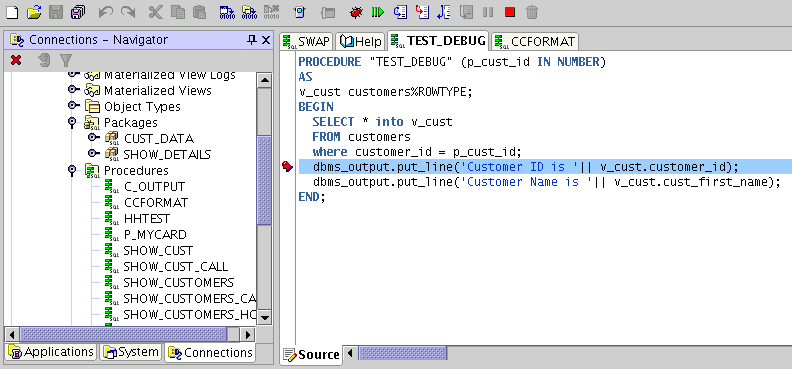 Connections - Navigator
Materialized View Logs
Materialized Views
Object Types
Packages
CUST_DATA
SHOW_DETAILS
Procedures
C_OUTPUT
CCFORMAT
HHTEST
P_MYCARD
SHOW_CUST
SHOW_CUST_CALL
SHOW_CUSTOMERS
SHOW_CUSTOMERS_CA
SHOW_CUSTOMERS_HC
Applications System Connections
SWAP Help TEST_DEBUG CCFORMAT
PROCEDURE "TEST_DEBUG" (p_cust_id IN NUMBER)
AS
v_cust customers%ROWTYPE;
BEGIN
SELECT * into v_cust
FROM customers
where customer_id = p_cust_id;
dbms_output.put_line('Customer ID is '|| v_cust.customer_id);
dbms_output.put_line('Customer Name is '|| v_cust.cust_first_name);
END;
Source